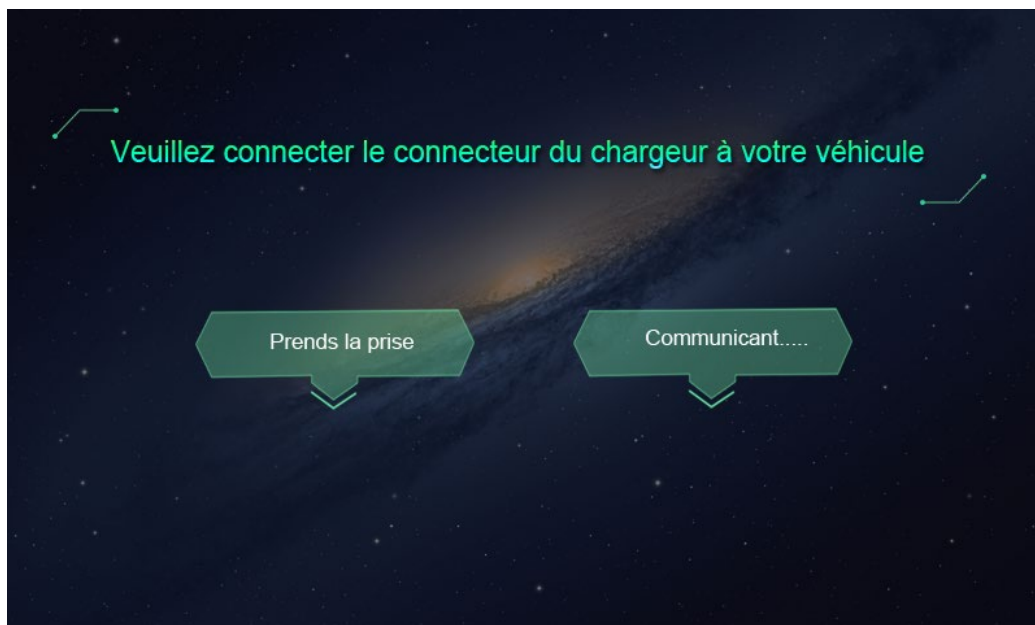 Veuillez connecter le connecteur du chargeur à votre véhicule
Prends la prise
Communicant.....